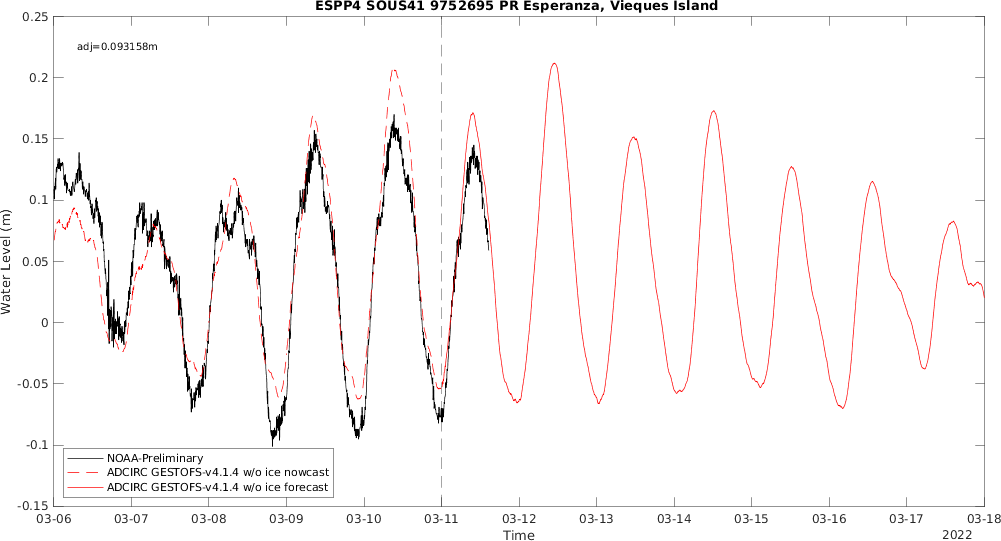 ESPP4 SOUS41 9752695 PR Esperanza, Vieques Island
0.25
adj=0.093158m
0.2
0.15
0.1
0.05
0
-0.05
-0.1
-0.15
Water Level (m)
NOAA-Preliminary
ADCIRC GESTOFS-v4.1.4 w/o ice nowcast
ADCIRC GESTOFS-v4.1.4 w/o ice forecast
03-06 03-07 03-08 03-09 03-10 03-11 03-12 03-13 03-14 03-15 03-16 03-17 03-18
Time
2022